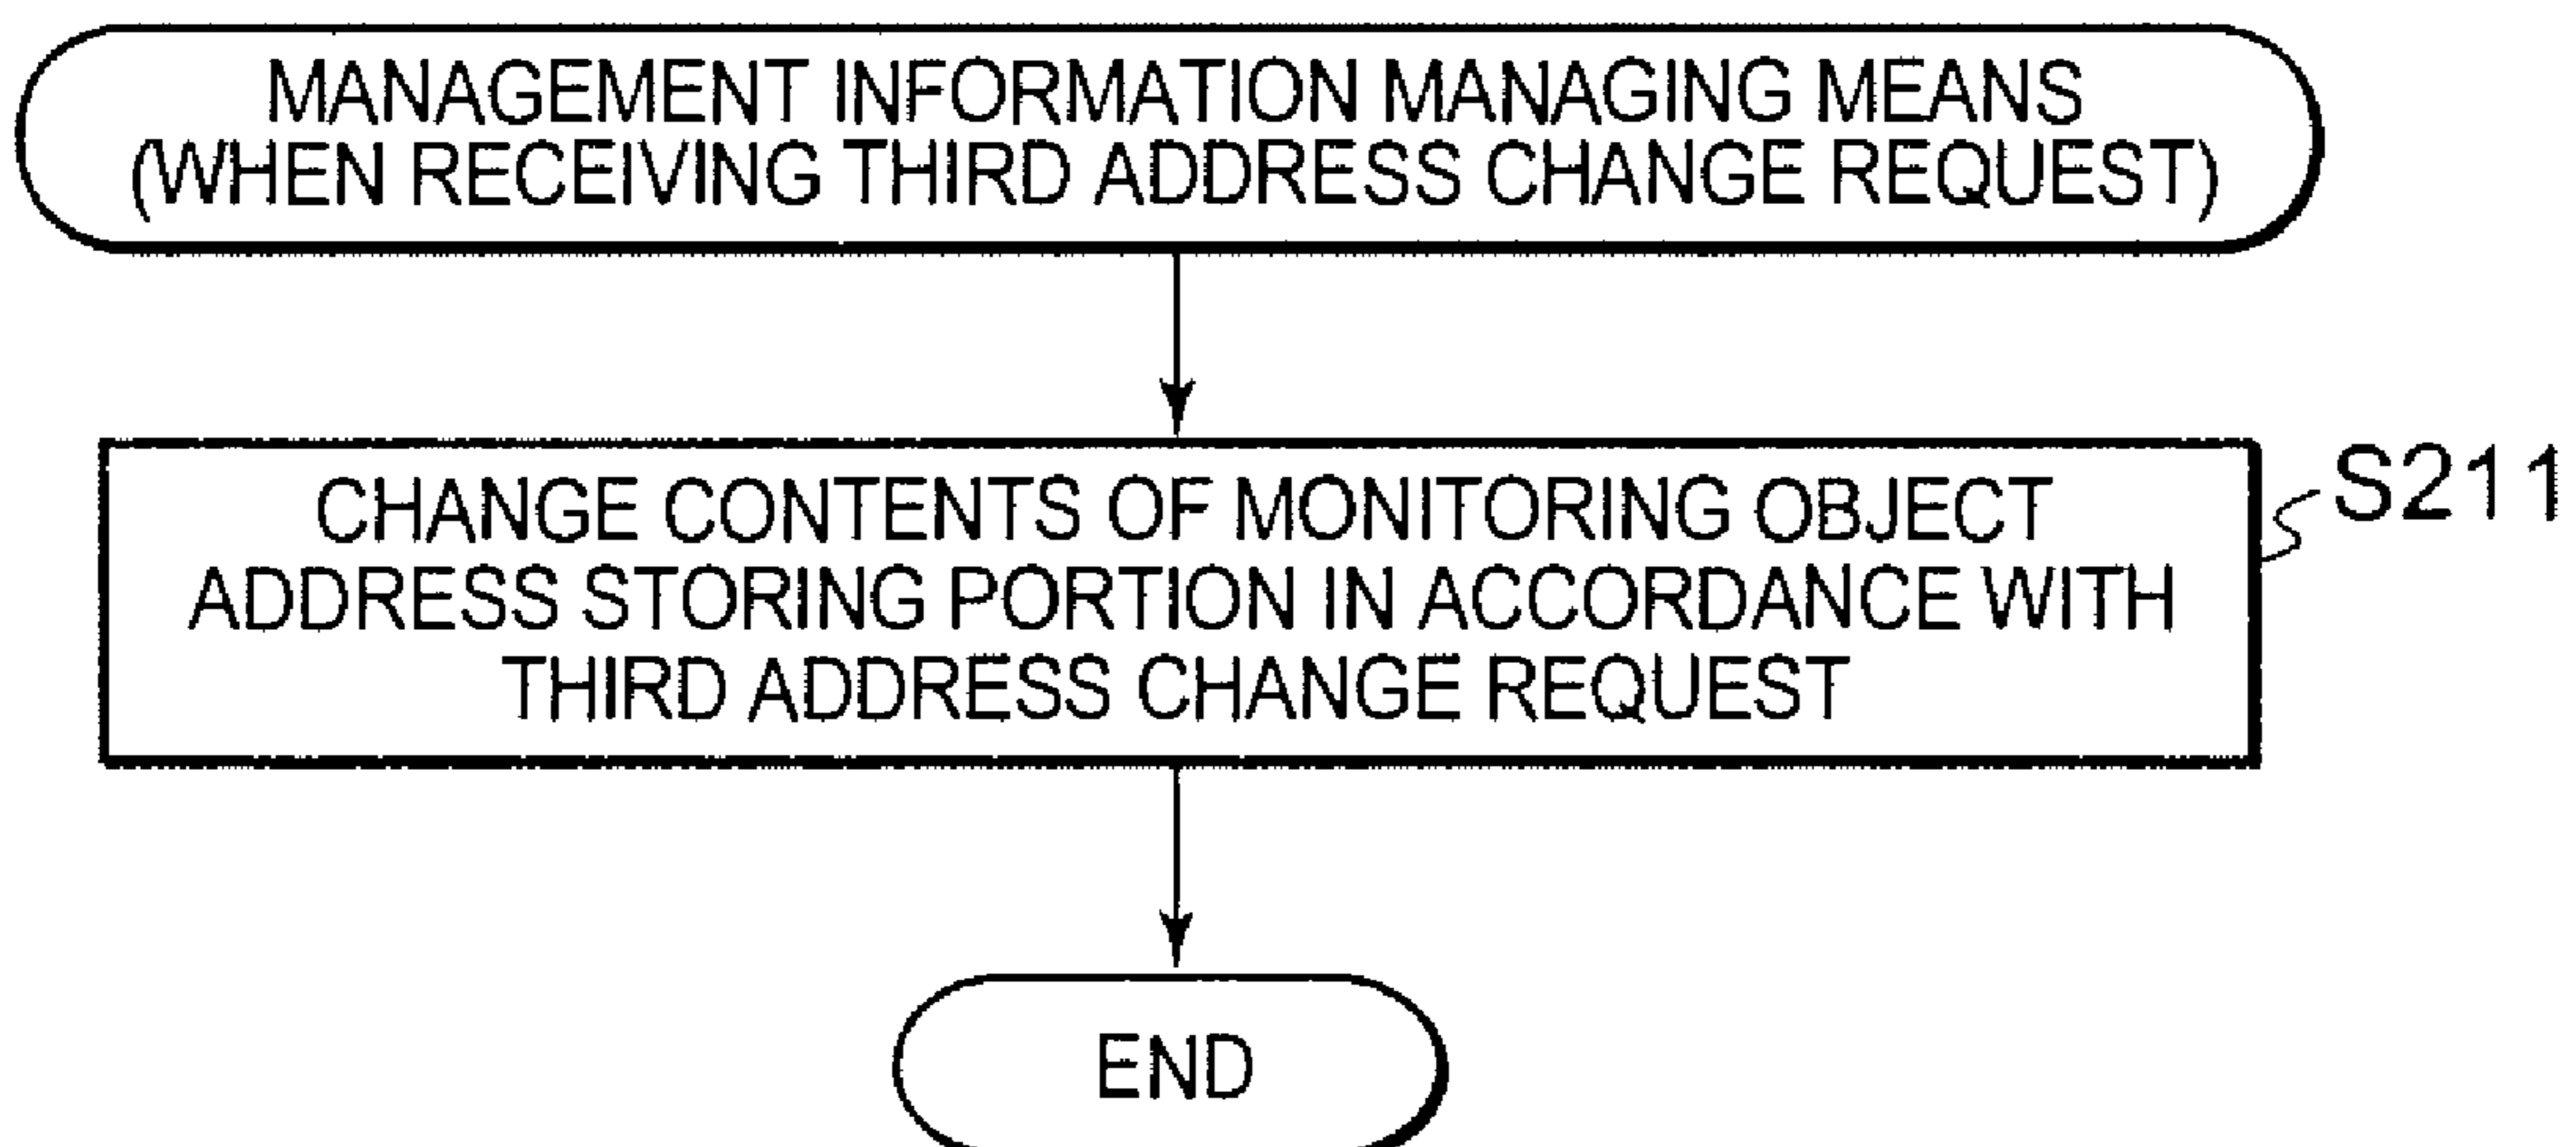 MANAGEMENT INFORMATION MANAGING MEANS
(WHEN RECEIVING THIRD ADDRESS CHANGE REQUEST)
CHANGE CONTENTS OF MONITORING OBJECT
ADDRESS STORING PORTION IN ACCORDANCE WITH
THIRD ADDRESS CHANGE REQUEST
S211
END